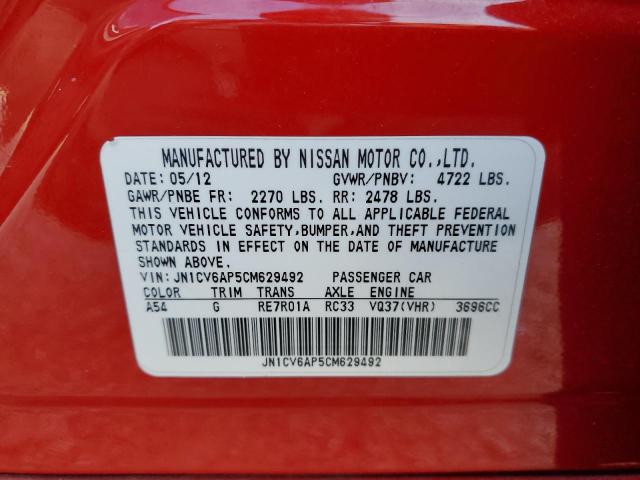 MANUFACTURED BY NISSAN MOTOR CO.,LTD.
DATE: 05/12 GVWR/PNBV: 4722 LBS.
GAWR/PNBE FR: 2270 LBS. RR: 2478 LBS.
THIS VEHICLE CONFORMS TO ALL APPLICABLE FEDERAL
MOTOR VEHICLE SAFETY,BUMPER,AND THEFT PREVENTION
STANDARDS IN EFFECT ON THE DATE OF MANUFACTURE
SHOWN ABOVE.
VIN:JN1CV6AP5CM629492 PASSENGER CAR
COLOR TRIM TRANS AXLE ENGINE
A54 G RE7R01A RC33 VQ37(VHR) 3696CC
JN1CV6AP5CM629492